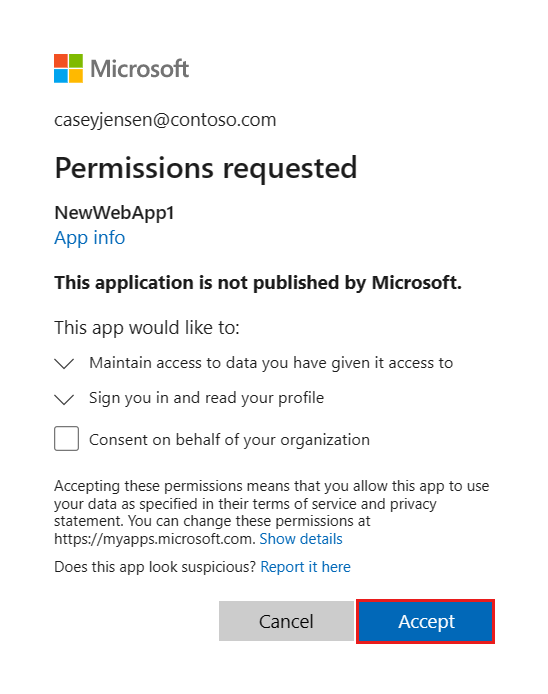 Microsoft
caseyjensen@contoso.com
Permissions requested
NewWebApp1
App info
This application is not published by Microsoft.
This app would like to:
Maintain access to data you have given it access to
Sign you in and read your profile
Consent on behalf of your organization
Accepting these permissions means that you allow this app to use
your data as specified in their terms of service and privacy
statement. You can change these permissions at
https://myapps.microsoft.com. Show details
Does this app look suspicious? Report it here
Cancel Accept